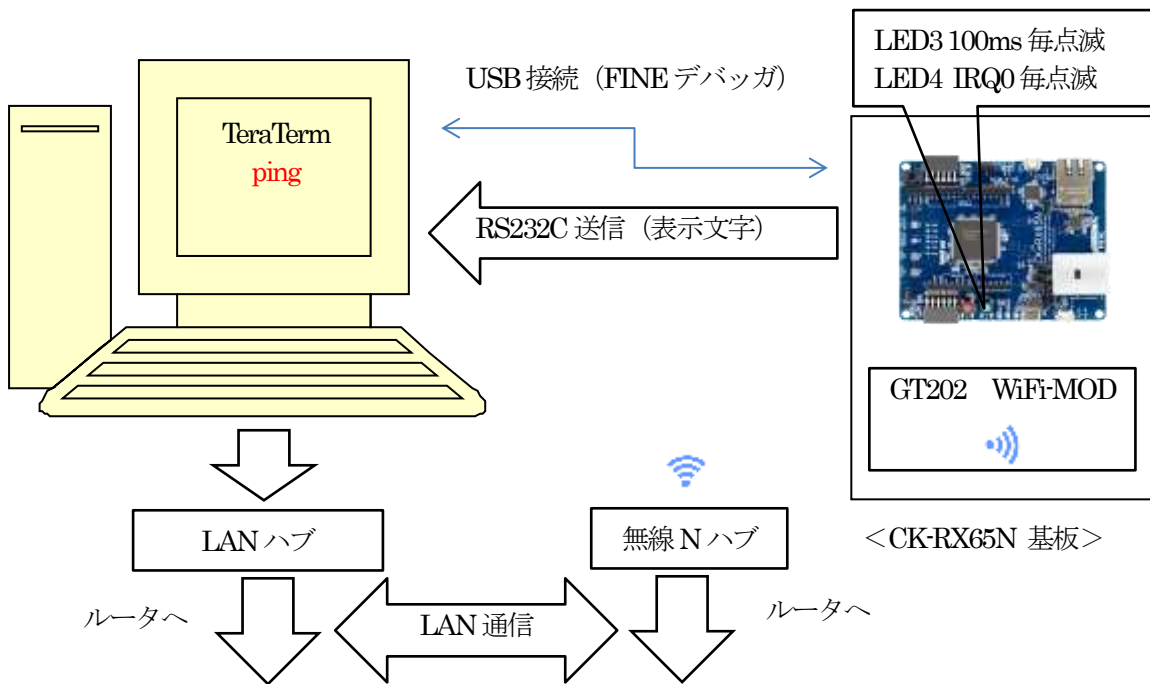 LED3 100ms 毎点滅
LED4 IRQ0 毎点滅
USB 接続（FINE デバッガ）
TeraTerm
ping
RS232C 送信（表示文字）
GT202 WiFi-MOD
LAN ハブ
無線 N ハブ
＜CK-RX65N 基板＞
ルータへ
LAN 通信
ルータへ